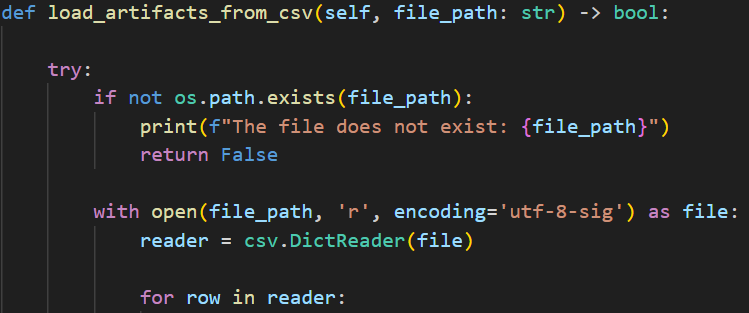 def load_artifacts_from_csv(self, file_path: str) -> bool:
try:
if not os.path.exists(file_path):
print(f"The file does not exist: {file_path}")
return False
with open(file_path, 'r', encoding='utf-8-sig') as file:
reader = csv.DictReader(file)
for row in reader: